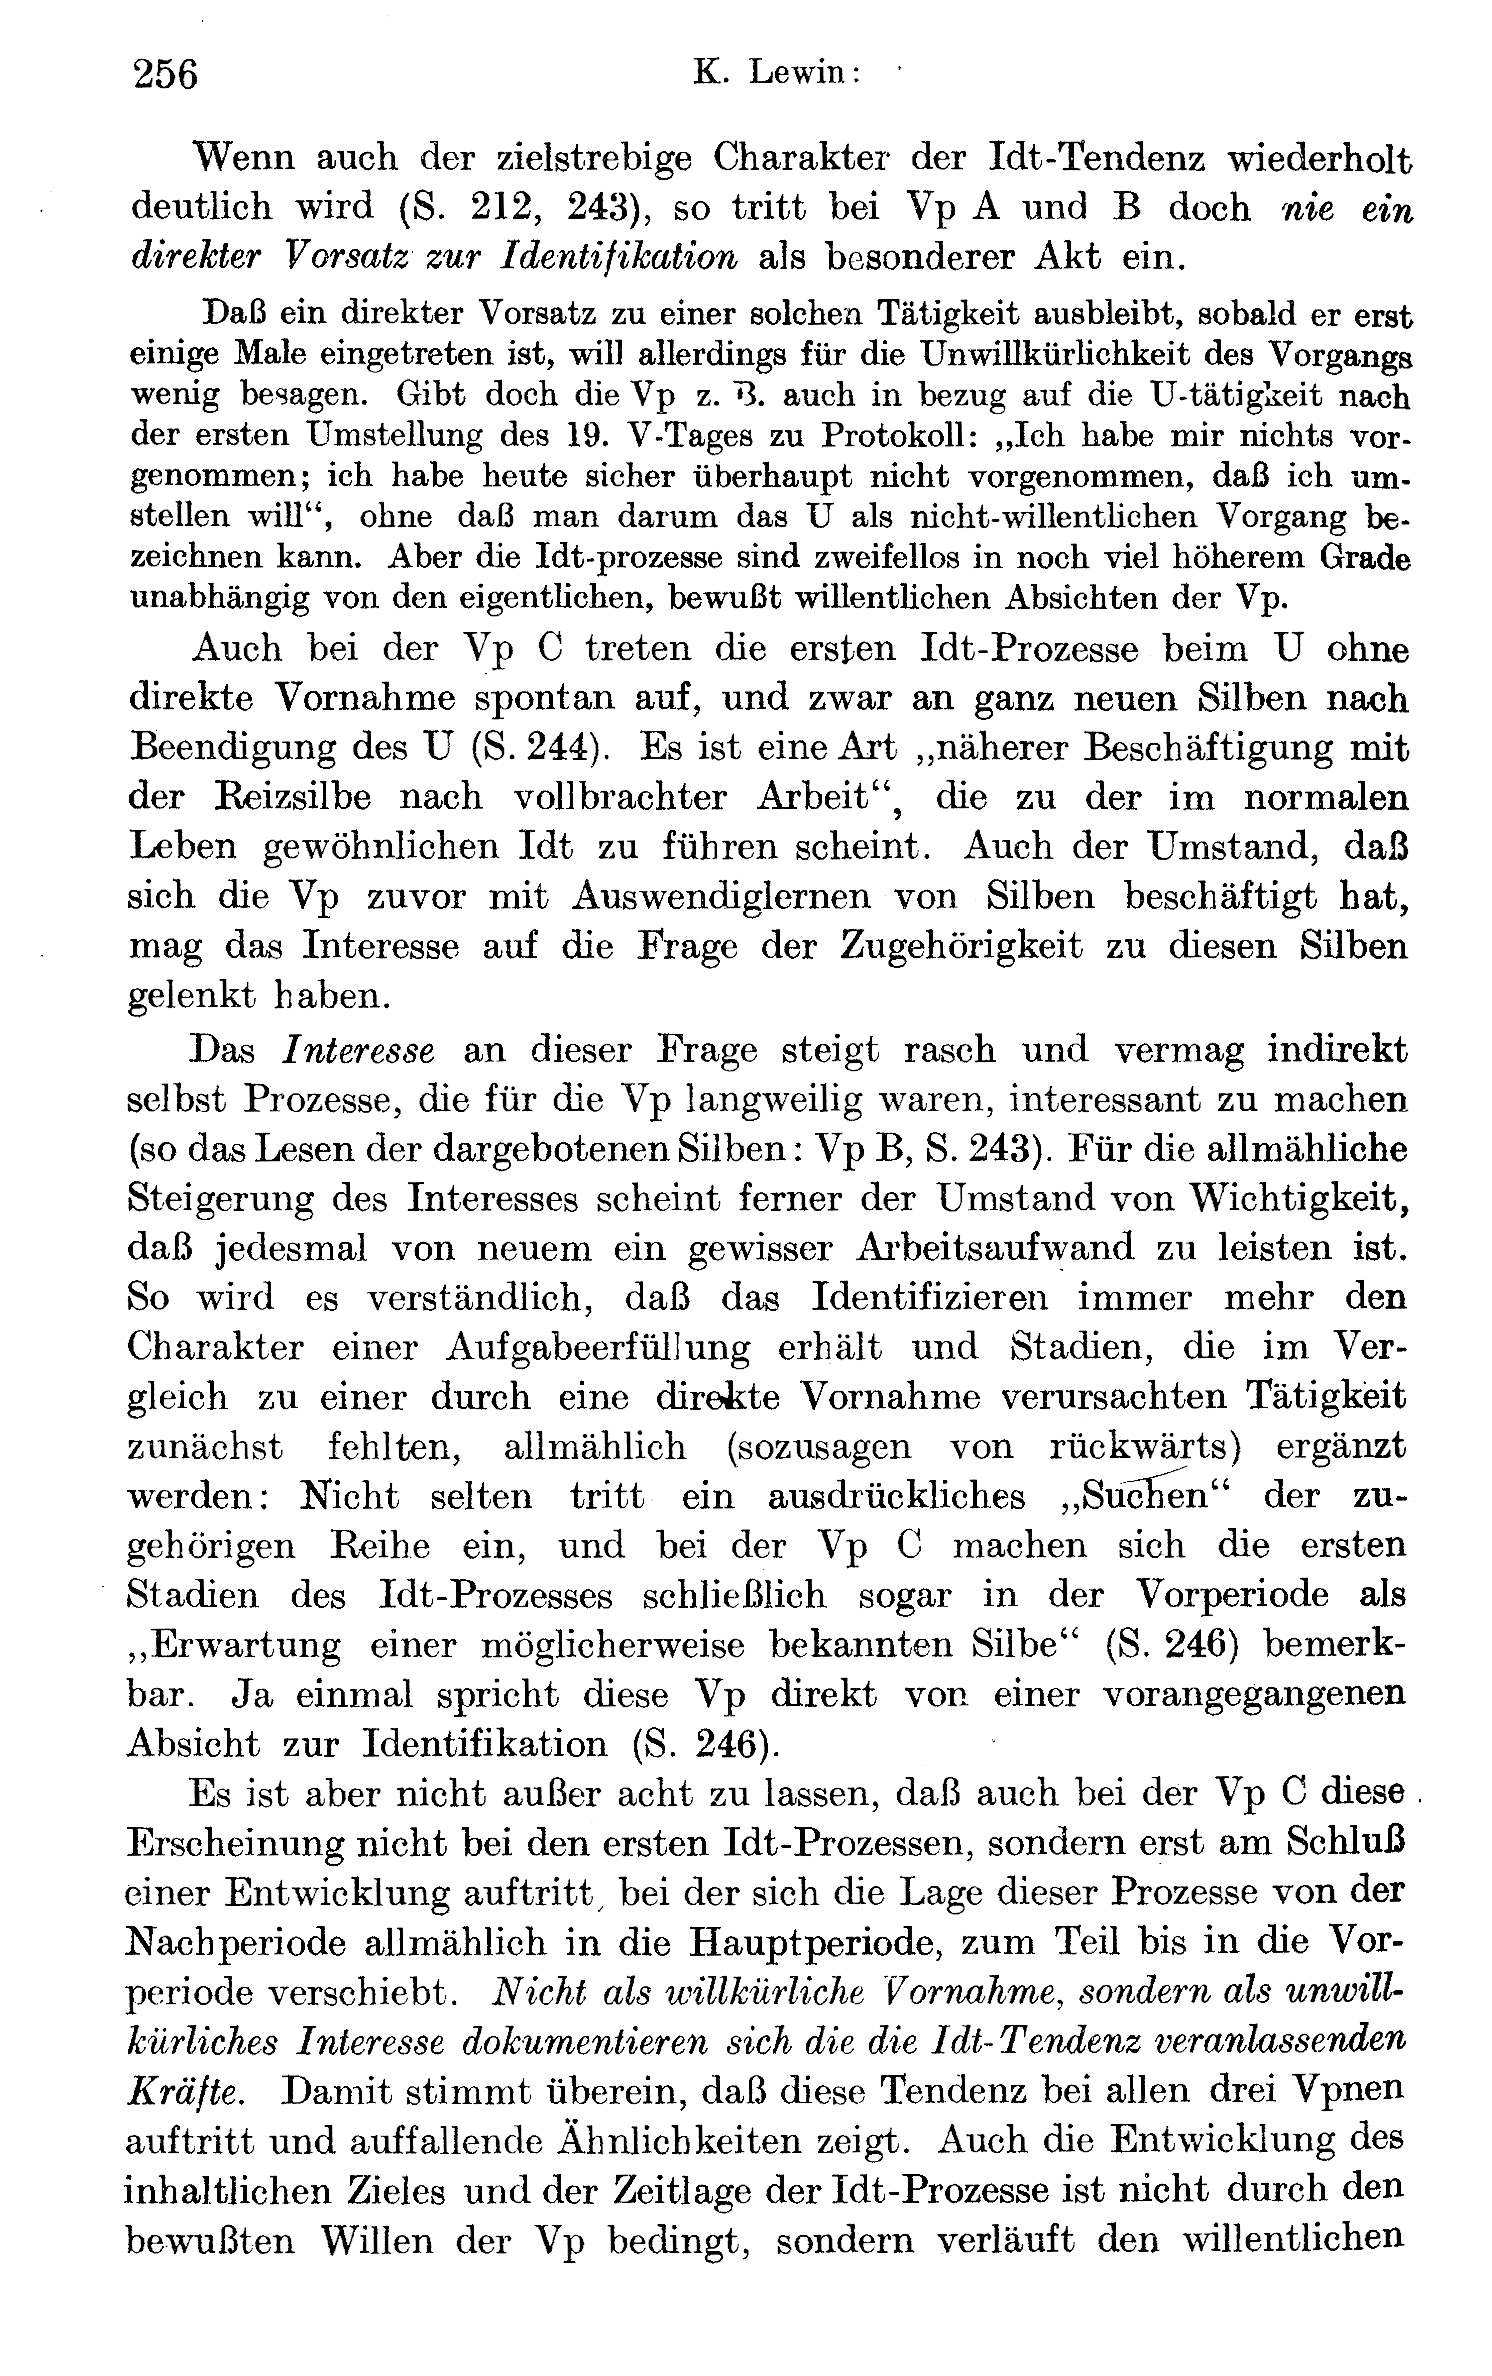 256 K. Lewin:
Wenn auch der zielstrebige Charakter der Idt-Tendenz wiederholt
deutlich wird (S. 212, 243), so tritt bei Vp A und B doch nie ein
direkter Vorsatz zur Identifikation als besonderer Akt ein.
Daß ein direkter Vorsatz zu einer solchen Tätigkeit ausbleibt, sobald er erst
einige Male eingetreten ist, will allerdings für die Unwillkürlichkeit des Vorgangs
wenig besagen. Gibt doch die Vp z. B. auch in bezug auf die U-tätigkeit nach
der ersten Umstellung des 19. V-Tages zu Protokoll: „Ich habe mir nichts vor-
genommen; ich habe heute sicher überhaupt nicht vorgenommen, daß ich um-
stellen will“, ohne daß man darum das U als nicht-willentlichen Vorgang be-
zeichnen kann. Aber die Idt-prozesse sind zweifellos in noch viel höherem Grade
unabhängig von den eigentlichen, bewußt willentlichen Absichten der Vp.
Auch bei der Vp C treten die ersten Idt-Prozesse beim U ohne
direkte Vornahme spontan auf, und zwar an ganz neuen Silben nach
Beendigung des U (S. 244). Es ist eine Art „näherer Beschäftigung mit
der Reizsilbe nach vollbrachter Arbeit“, die zu der im normalen
Leben gewöhnlichen Idt zu führen scheint. Auch der Umstand, daß
sich die Vp zuvor mit Auswendiglernen von Silben beschäftigt hat,
mag das Interesse auf die Frage der Zugehörigkeit zu diesen Silben
gelenkt haben.
Das Interesse an dieser Frage steigt rasch und vermag indirekt
selbst Prozesse, die für die Vp langweilig waren, interessant zu machen
(so das Lesen der dargebotenen Silben: Vp B, S. 243). Für die allmähliche
Steigerung des Interesses scheint ferner der Umstand von Wichtigkeit,
daß jedesmal von neuem ein gewisser Arbeitsaufwand zu leisten ist.
So wird es verständlich, daß das Identifizieren immer mehr den
Charakter einer Aufgabeerfüllung erhält und Stadien, die im Ver-
gleich zu einer durch eine direkte Vornahme verursachten Tätigkeit
zunächst fehlten, allmählich (sozusagen von rückwärts) ergänzt
werden: Nicht selten tritt ein ausdrückliches „Suchen“ der zu-
gehörigen Reihe ein, und bei der Vp C machen sich die ersten
Stadien des Idt-Prozesses schließlich sogar in der Vorperiode als
„Erwartung einer möglicherweise bekannten Silbe“ (S. 246) bemerk-
bar. Ja einmal spricht diese Vp direkt von einer vorangegangenen
Absicht zur Identifikation (S. 246).
Es ist aber nicht außer acht zu lassen, daß auch bei der Vp C diese
Erscheinung nicht bei den ersten Idt-Prozessen, sondern erst am Schluß
einer Entwicklung auftritt, bei der sich die Lage dieser Prozesse von der
Nachperiode allmählich in die Hauptperiode, zum Teil bis in die Vor-
periode verschiebt. Nicht als willkürliche Vornahme, sondern als unwill-
kürliches Interesse dokumentieren sich die die Idt-Tendenz veranlassenden
Kräfte. Damit stimmt überein, daß diese Tendenz bei allen drei Vpnen
auftritt und auffallende Ähnlichkeiten zeigt. Auch die Entwicklung des
inhaltlichen Zieles und der Zeitlage der Idt-Prozesse ist nicht durch den
bewußten Willen der Vp bedingt, sondern verläuft den willentlichen